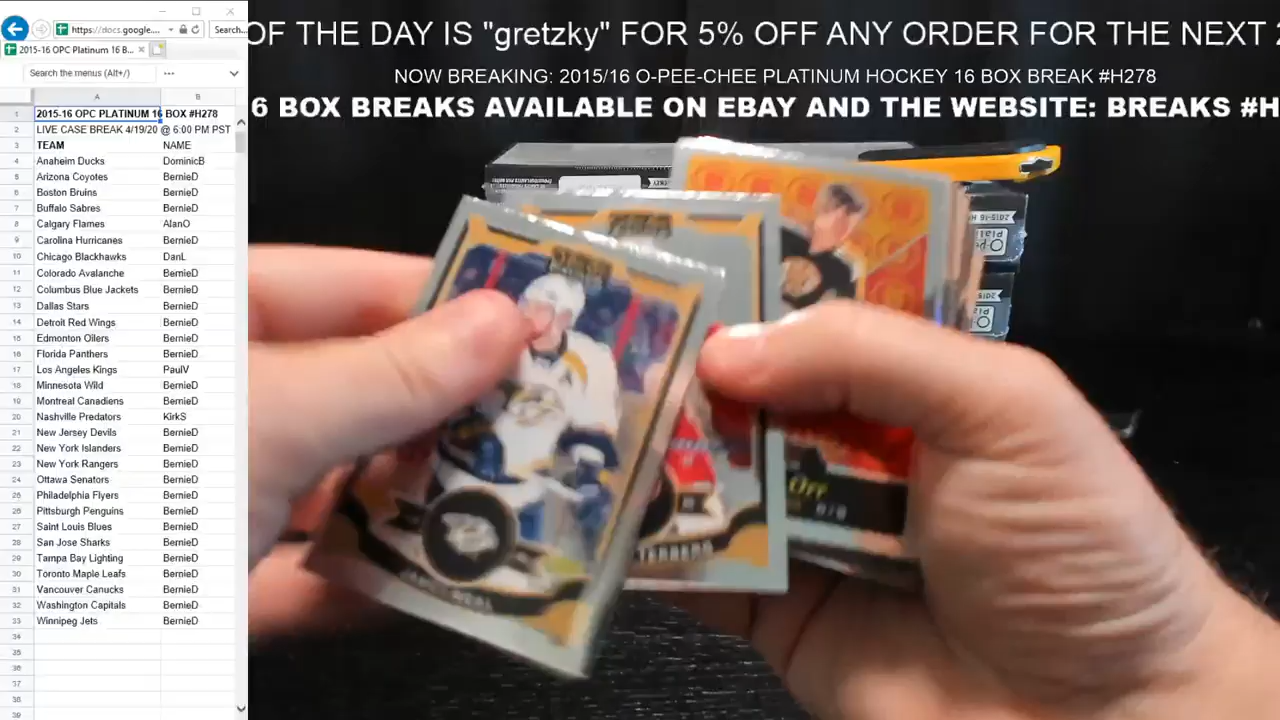 https://docs.google....
Search...
2015-16 OPC Platinum 16 B...
Search the menus (Alt+/)
A
B
1 2015-16 OPC PLATINUM 16 BOX #H278
2 LIVE CASE BREAK 4/19/20 @ 6:00 PM PST
3 TEAM NAME
4 Anaheim Ducks DominicB
5 Arizona Coyotes BernieD
6 Boston Bruins BernieD
7 Buffalo Sabres BernieD
8 Calgary Flames AlanO
9 Carolina Hurricanes BernieD
10 Chicago Blackhawks DanL
11 Colorado Avalanche BernieD
12 Columbus Blue Jackets BernieD
13 Dallas Stars BernieD
14 Detroit Red Wings BernieD
15 Edmonton Oilers BernieD
16 Florida Panthers BernieD
17 Los Angeles Kings PaulV
18 Minnesota Wild BernieD
19 Montreal Canadiens BernieD
20 Nashville Predators KirkS
21 New Jersey Devils BernieD
22 New York Islanders BernieD
23 New York Rangers BernieD
24 Ottawa Senators BernieD
25 Philadelphia Flyers BernieD
26 Pittsburgh Penguins BernieD
27 Saint Louis Blues BernieD
28 San Jose Sharks BernieD
29 Tampa Bay Lighting BernieD
30 Toronto Maple Leafs BernieD
31 Vancouver Canucks BernieD
32 Washington Capitals BernieD
33 Winnipeg Jets BernieD
34
35
36
37
38
39
OF THE DAY IS "gretzky" FOR 5% OFF ANY ORDER FOR THE NEXT
NOW BREAKING: 2015/16 O-PEE-CHEE PLATINUM HOCKEY 16 BOX BREAK #H278
6 BOX BREAKS AVAILABLE ON EBAY AND THE WEBSITE: BREAKS #H
Orr